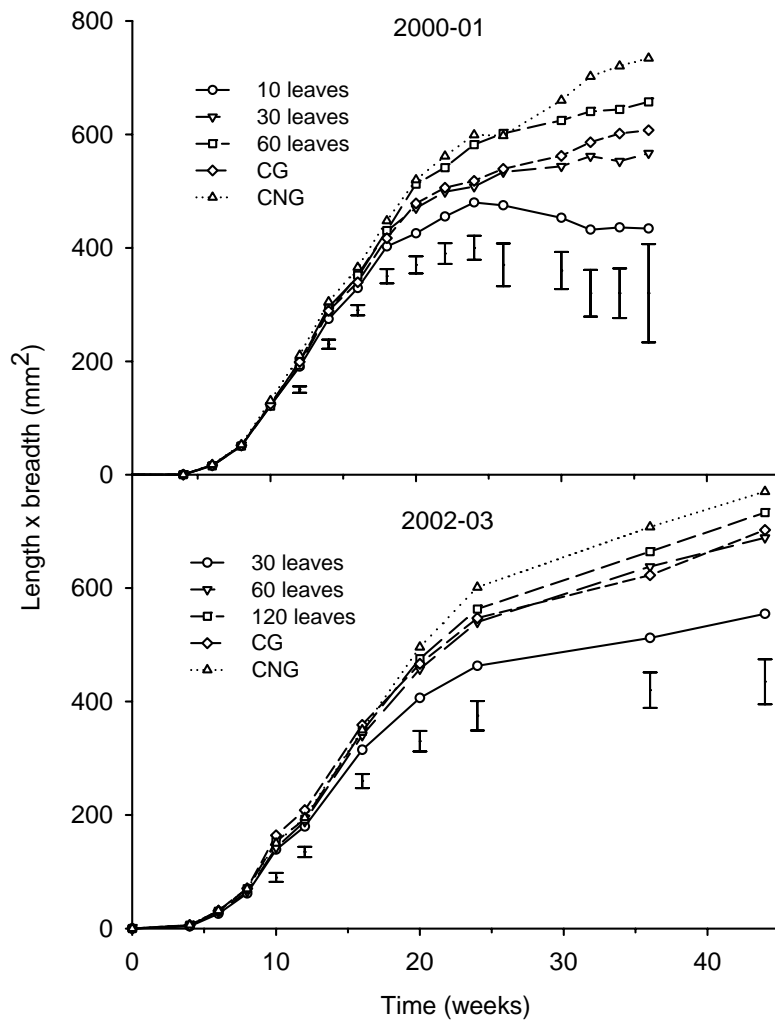 800
2000-01
10 leaves
30 leaves
60 leaves
CG
CNG
600
400
200
0
Length x breadth (mm²)
2002-03
30 leaves
60 leaves
120 leaves
CG
CNG
600
400
200
0
0 10 20 30 40
Time (weeks)